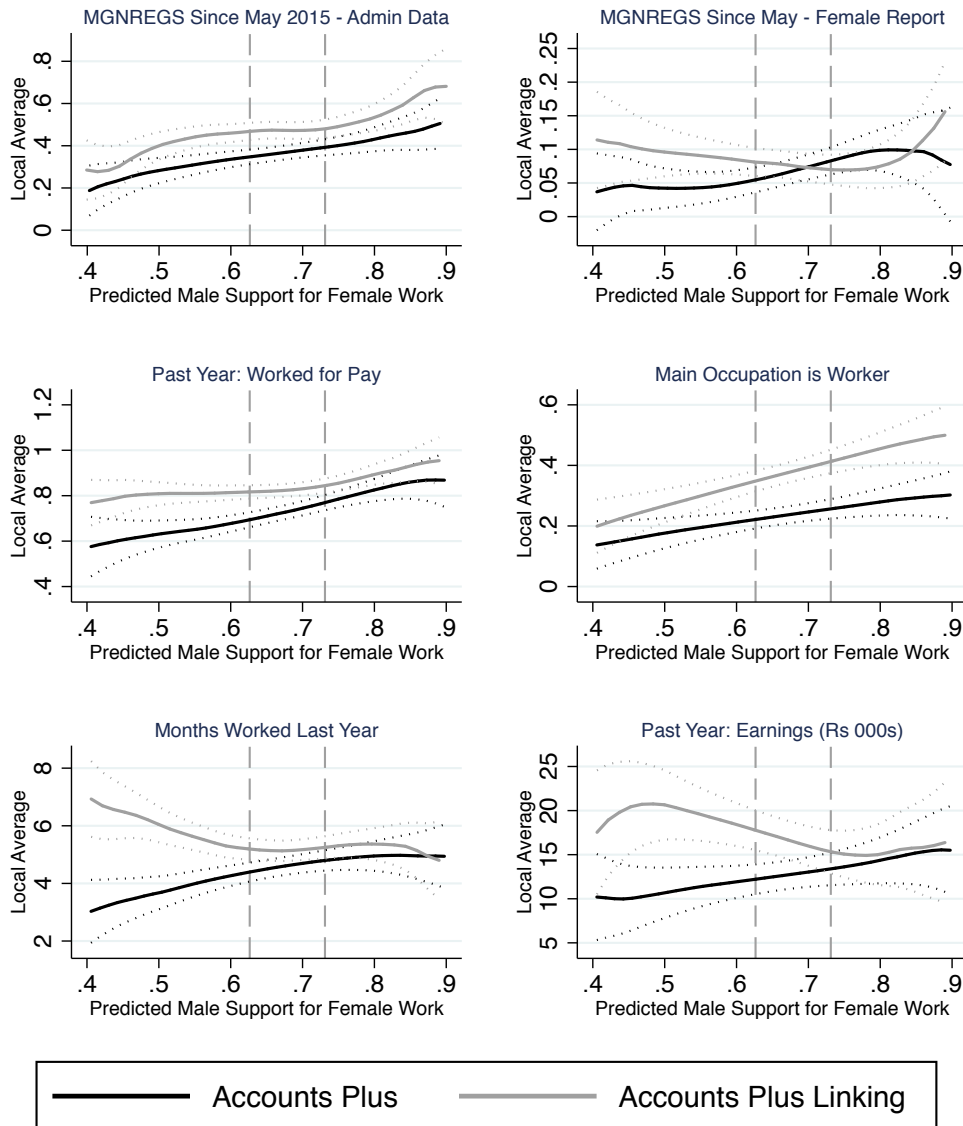 MGNREGS Since May 2015 - Admin Data
Local Average
0 .2 .4 .6 .8
.4 .5 .6 .7 .8 .9
Predicted Male Support for Female Work
MGNREGS Since May - Female Report
Local Average
0 .05 .1 .15 .2 .25
.4 .5 .6 .7 .8 .9
Predicted Male Support for Female Work
Past Year: Worked for Pay
Local Average
.4 .6 .8 1 1.2
.4 .5 .6 .7 .8 .9
Predicted Male Support for Female Work
Main Occupation is Worker
Local Average
0 .2 .4 .6
.4 .5 .6 .7 .8 .9
Predicted Male Support for Female Work
Months Worked Last Year
Local Average
2 4 6 8
.4 .5 .6 .7 .8 .9
Predicted Male Support for Female Work
Past Year: Earnings (Rs 000s)
Local Average
5 10 15 20 25
.4 .5 .6 .7 .8 .9
Predicted Male Support for Female Work
Accounts Plus
Accounts Plus Linking